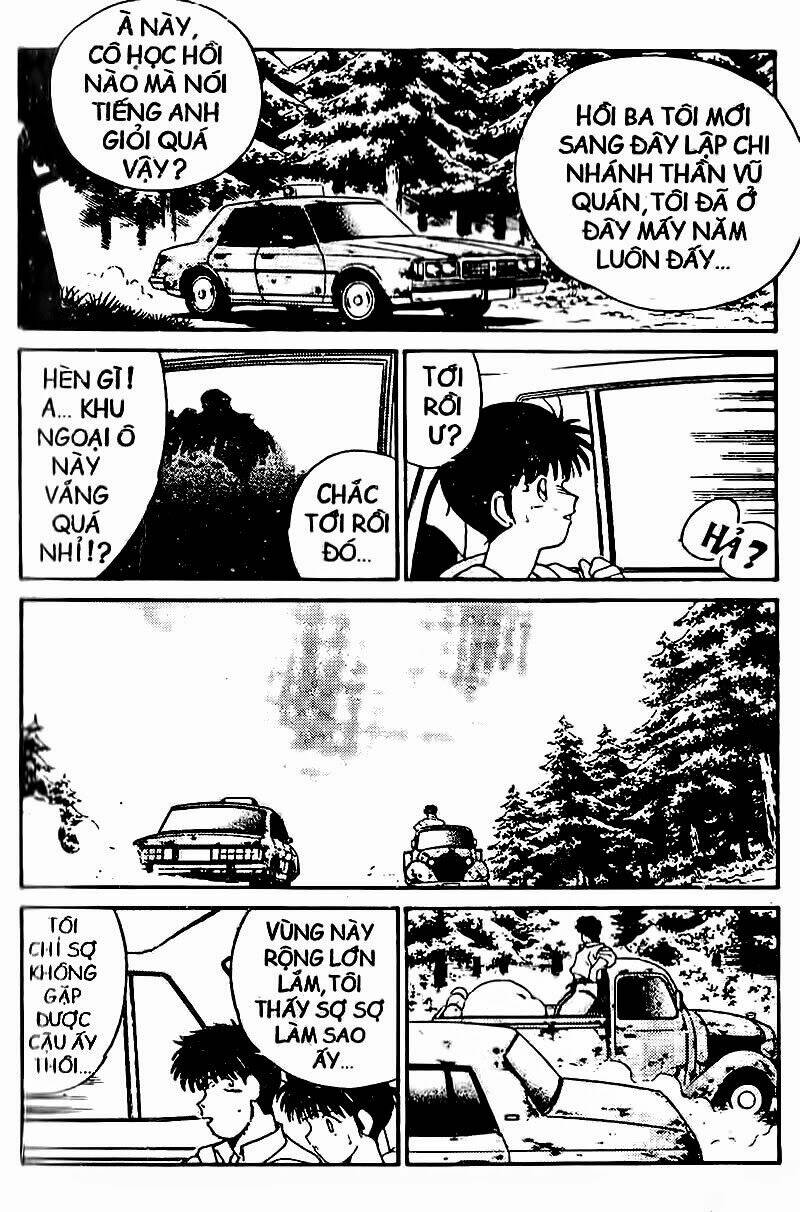 À NÀY,
CÔ HỌC HỒI
NÀO MÀ NÓI
TIẾNG ANH
GIỎI QUÁ
VẬY?
HỒI BA TÔI MỚI
SANG ĐÂY LẬP CHI
NHÁNH THẦN VŨ
QUÁN, TÔI ĐÃ Ở
ĐÂY MẤY NĂM
LUÔN ĐẤY...
HÈN GÌ!
A... KHU
NGOẠI Ô
NÀY
VẮNG
QUÁ
NHỈ!?
CHẮC
TỚI RỒI
ĐÓ...
TỚI
RỒI
Ư?
HẢ?
TÔI
CHỈ SỢ
KHÔNG
GẶP
ĐƯỢC
CẬU ẤY
THÔI...
VÙNG NÀY
RỘNG LỚN
LẮM, TÔI
THẤY SỢ SỢ
LÀM SAO
ẤY...